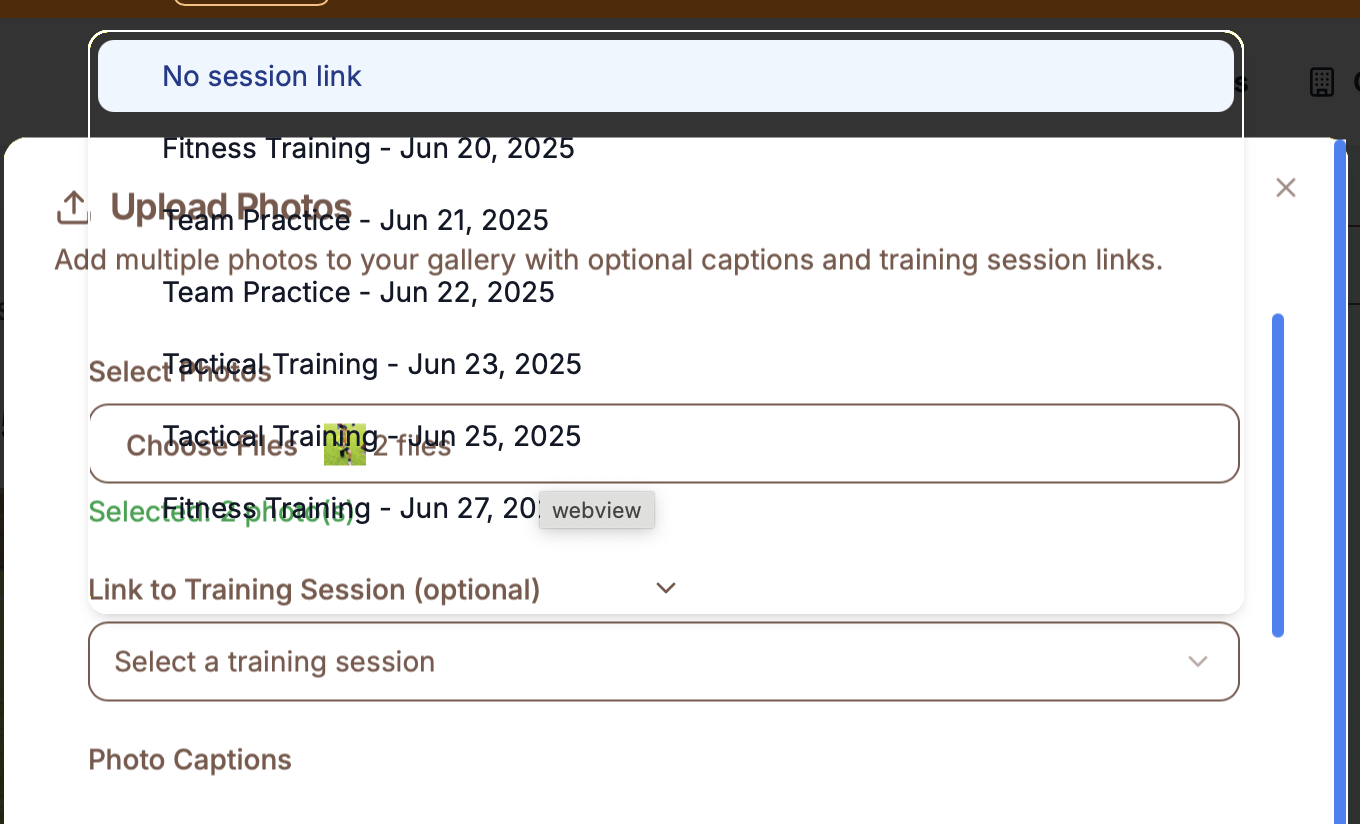 No session link
Fitness Training - Jun 20, 2025
Upload Photos
Team Practice - Jun 21, 2025
Add multiple photos to your gallery with optional captions and training session links.
Team Practice - Jun 22, 2025
Tactical Training - Jun 23, 2025
Select Photos
Tactical Training - Jun 25, 2025
Choose Files 2 files
Fitness Training - Jun 27, 20
webview
Selected: 2 photo(s)
Link to Training Session (optional)
Select a training session
Photo Captions